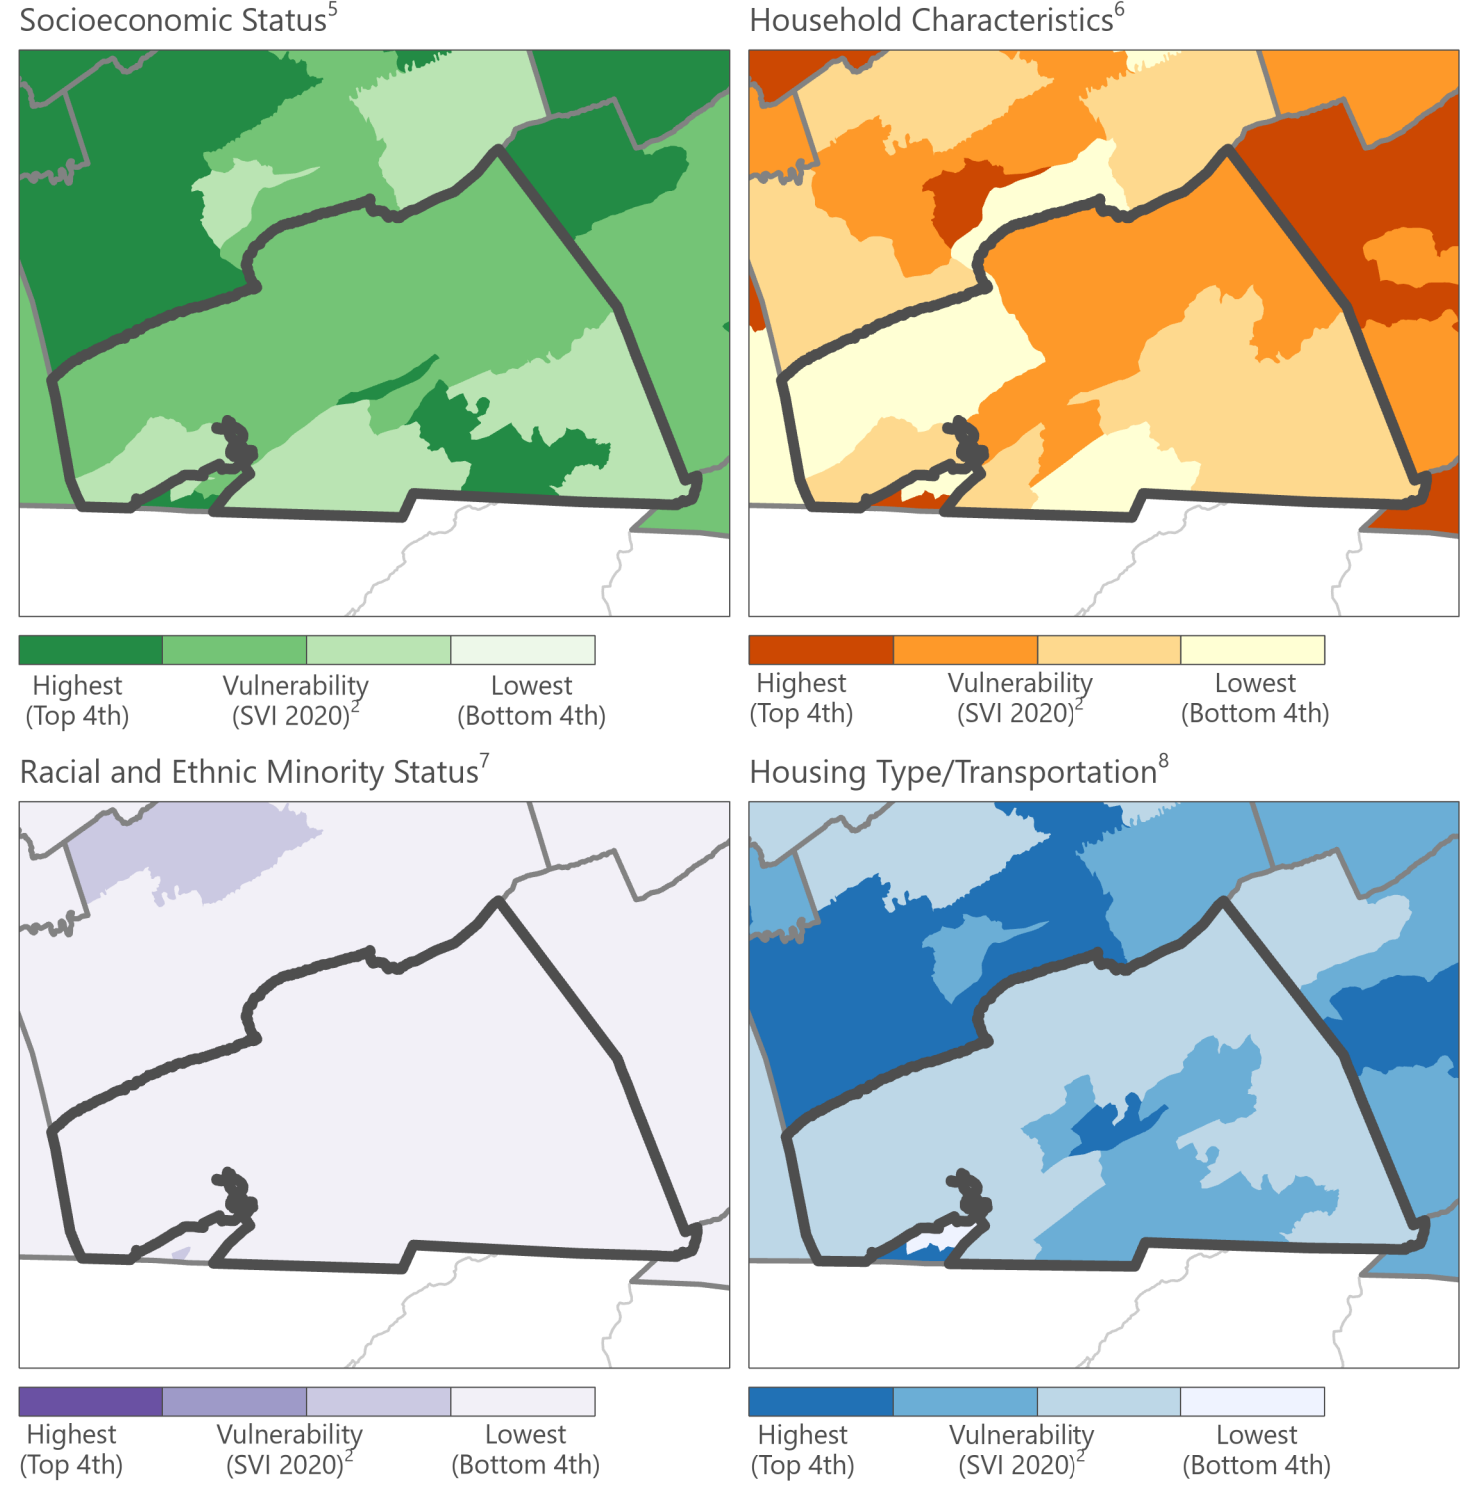 Socioeconomic Status5
Household Characteristics6
Highest
(Top 4th)
Vulnerability
(SVI 2020)2
Lowest
(Bottom 4th)
Highest
(Top 4th)
Vulnerability
(SVI 2020)2
Lowest
(Bottom 4th)
Racial and Ethnic Minority Status7
Housing Type/Transportation8
Highest
(Top 4th)
Vulnerability
(SVI 2020)2
Lowest
(Bottom 4th)
Highest
(Top 4th)
Vulnerability
(SVI 2020)2
Lowest
(Bottom 4th)